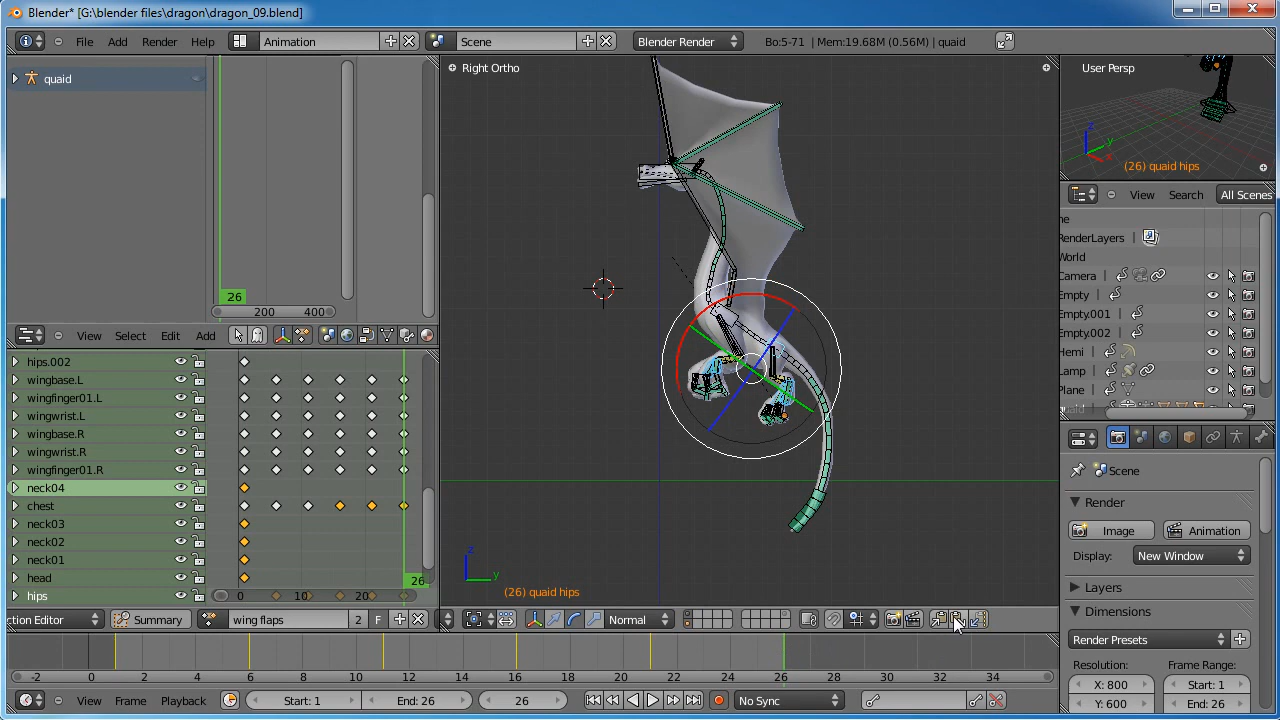 Blender* [G:\blender files\dragon\dragon_09.blend]
File Add Render Help Animation Scene Blender Render Bo:5-71 | Mem:19.68M (0.56M) | quaid
quaid
26
200 400
View Select Edit Add
hips.002
wingbase.L
wingfinger01.L
wingwrist.L
wingbase.R
wingwrist.R
wingfinger01.R
neck04
chest
neck03
neck02
neck01
head
hips
26
0 10 20
ction Editor Summary wing flaps 2 F
Right Ortho
z y
(26) quaid hips
Normal
User Persp
z y x
(26) quaid hips
View Search All Scenes
ne
RenderLayers |
World
Camera |
Empty |
Empty.001 |
Empty.002 |
Hemi |
Lamp |
Plane |
Scene
Render
Image Animation
Display: New Window
Layers
Dimensions
Render Presets
Resolution: Frame Range:
X: 800 Start: 1
Y: 600 End: 26
-2 0 2 4 6 8 10 12 14 16 18 20 22 24 26 28 30 32 34
View Frame Playback Start: 1 End: 26 26 No Sync